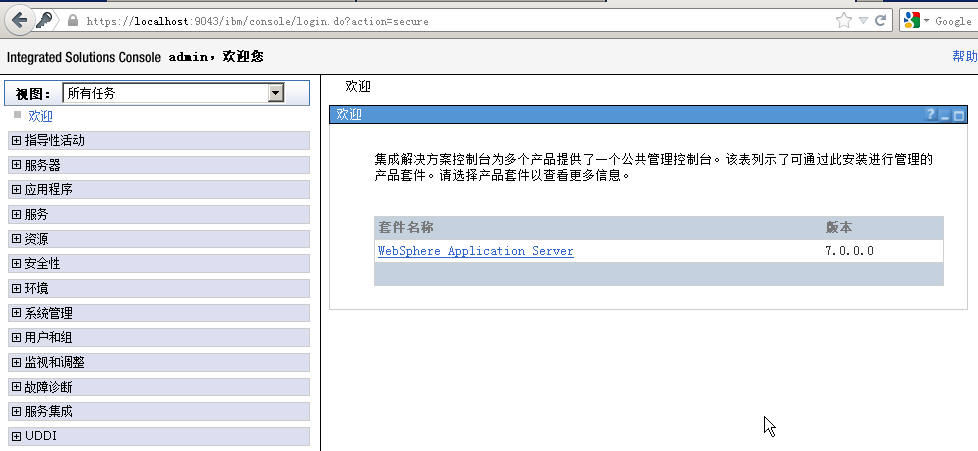 https://localhost:9043/ibm/console/login.do?action=secure
Google
Integrated Solutions Console admin，欢迎您
帮助
视图： 所有任务
欢迎
指导性活动
服务器
应用程序
服务
资源
安全性
环境
系统管理
用户和组
监视和调整
故障诊断
服务集成
UDDI
欢迎
欢迎
集成解决方案控制台为多个产品提供了一个公共管理控制台。该表列示了可通过此安装进行管理的
产品套件。请选择产品套件以查看更多信息。
套件名称 版本
WebSphere Application Server 7.0.0.0